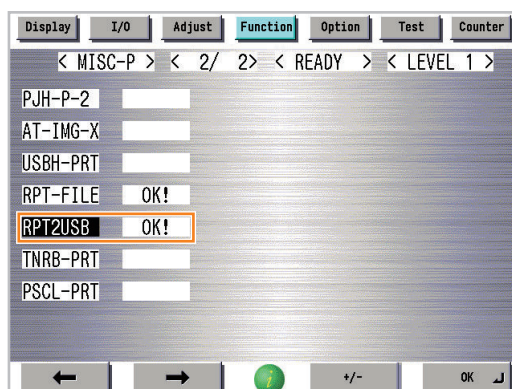 Display I/O Adjust Function Option Test Counter
< MISC-P > < 2/ 2> < READY > < LEVEL 1 >
PJH-P-2
AT-IMG-X
USBH-PRT
RPT-FILE OK!
RPT2USB OK!
TNRB-PRT
PSCL-PRT
← → i +/- OK ┘